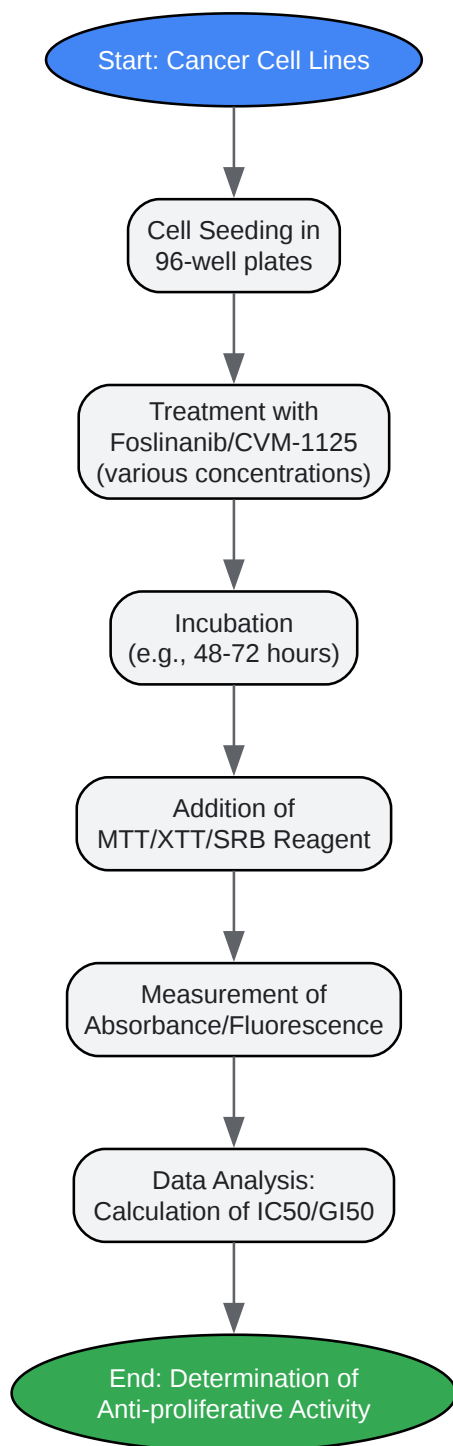 Start: Cancer Cell Lines
Cell Seeding in
96-well plates
Treatment with
Foslinanib/CVM-1125
(various concentrations)
Incubation
(e.g., 48-72 hours)
Addition of
MTT/XTT/SRB Reagent
Measurement of
Absorbance/Fluorescence
Data Analysis:
Calculation of IC50/GI50
End: Determination of
Anti-proliferative Activity